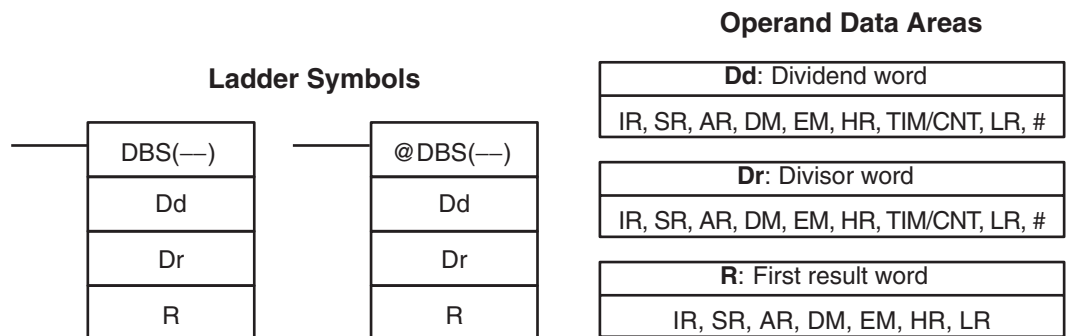 Ladder Symbols
DBS(––)
Dd
Dr
R
@DBS(––)
Dd
Dr
R
Operand Data Areas
Dd: Dividend word
IR, SR, AR, DM, EM, HR, TIM/CNT, LR, #
Dr: Divisor word
IR, SR, AR, DM, EM, HR, TIM/CNT, LR, #
R: First result word
IR, SR, AR, DM, EM, HR, LR